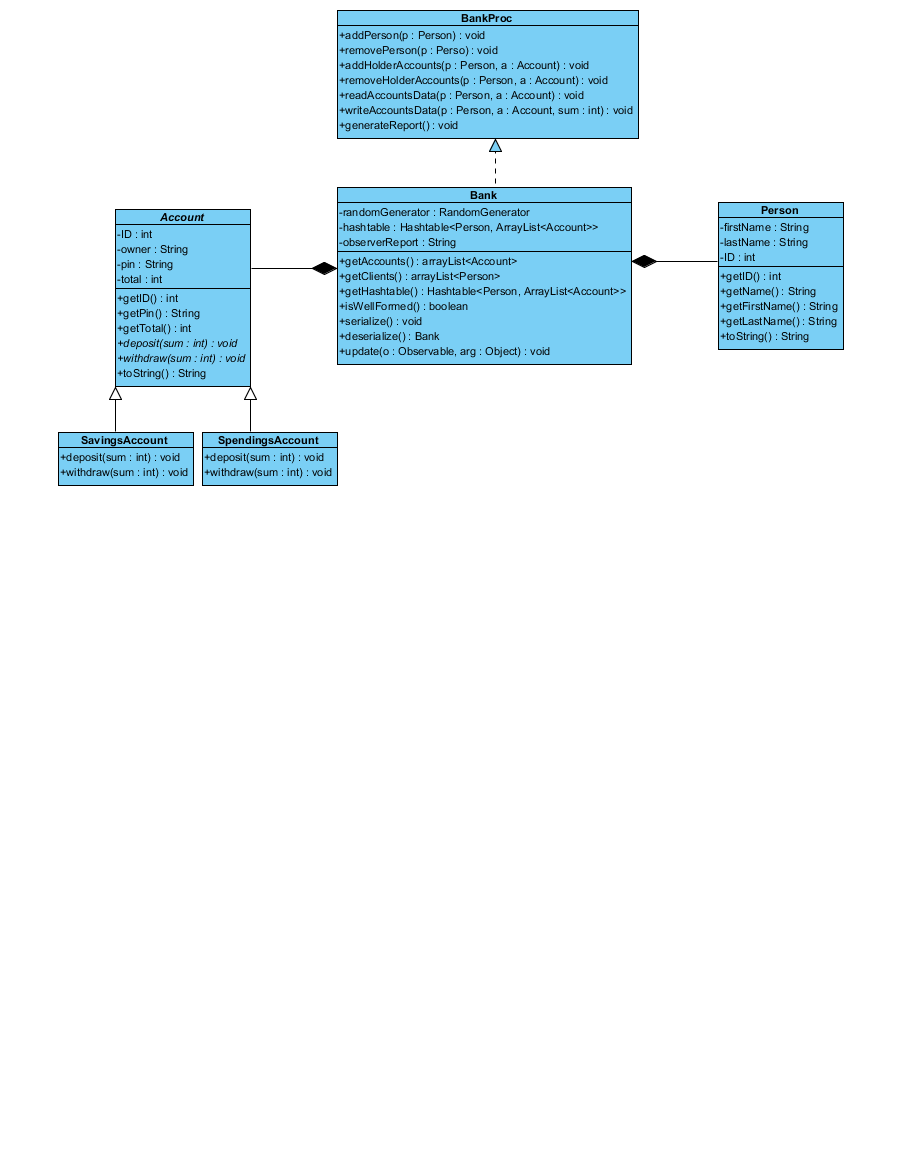 BankProc
+addPerson(p : Person) : void
+removePerson(p : Perso) : void
+addHolderAccounts(p : Person, a : Account) : void
+removeHolderAccounts(p : Person, a : Account) : void
+readAccountsData(p : Person, a : Account) : void
+writeAccountsData(p : Person, a : Account, sum : int) : void
+generateReport() : void
Bank
-randomGenerator : RandomGenerator
-hashtable : Hashtable<Person, ArrayList<Account>>
-observerReport : String
+getAccounts() : arrayList<Account>
+getClients() : arrayList<Person>
+getHashtable() : Hashtable<Person, ArrayList<Account>>
+isWellFormed() : boolean
+serialize() : void
+deserialize() : Bank
+update(o : Observable, arg : Object) : void
Account
-ID : int
-owner : String
-pin : String
-total : int
+getID() : int
+getPin() : String
+getTotal() : int
+deposit(sum : int) : void
+withdraw(sum : int) : void
+toString() : String
Person
-firstName : String
-lastName : String
-ID : int
+getID() : int
+getName() : String
+getFirstName() : String
+getLastName() : String
+toString() : String
SavingsAccount
+deposit(sum : int) : void
+withdraw(sum : int) : void
SpendingsAccount
+deposit(sum : int) : void
+withdraw(sum : int) : void